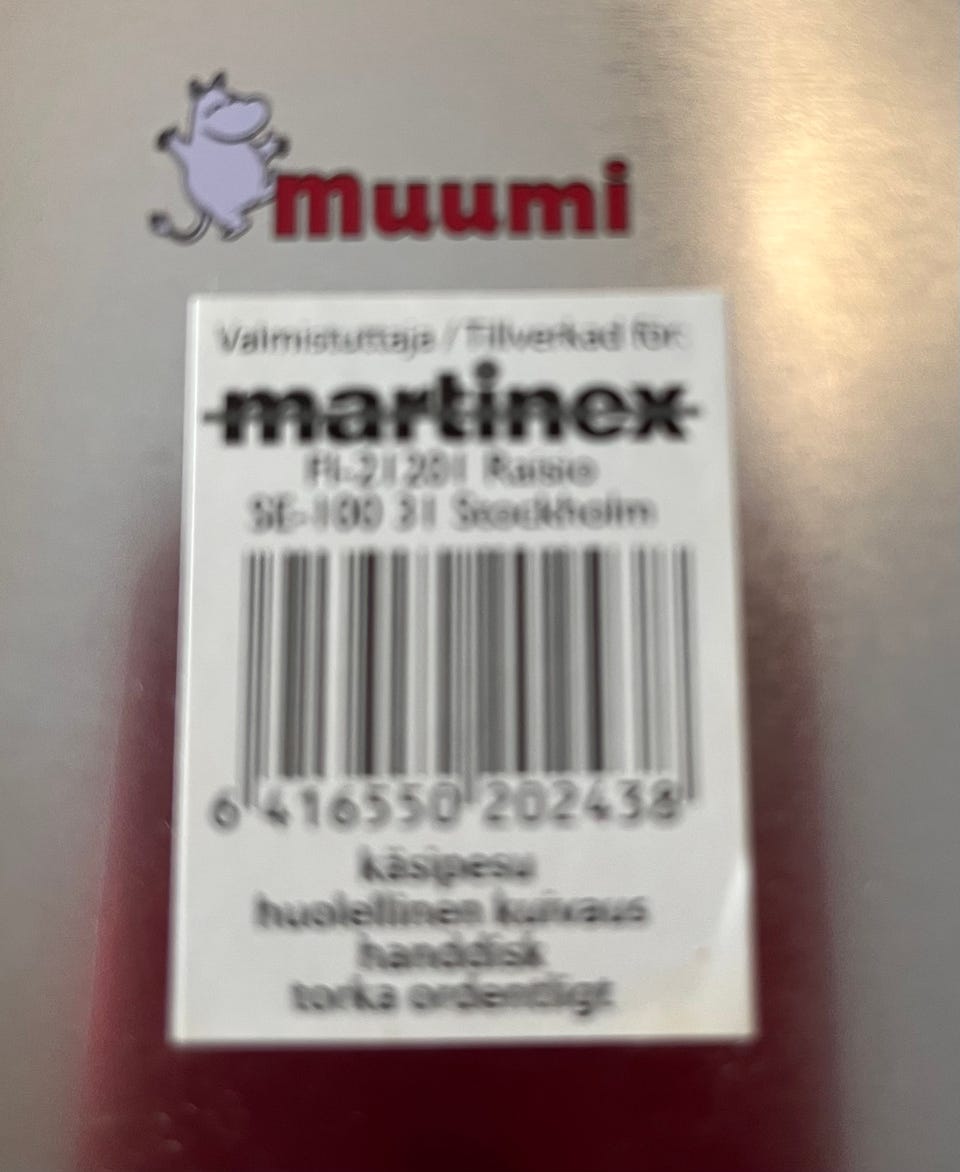 muumi
Valmistuttaja / Tillverkad för:
martinex
FI-21201 Raisio
SE-100 31 Stockholm
6 416550 202438
käsipesu
huolellinen kuivaus
handdisk
torka ordentligt